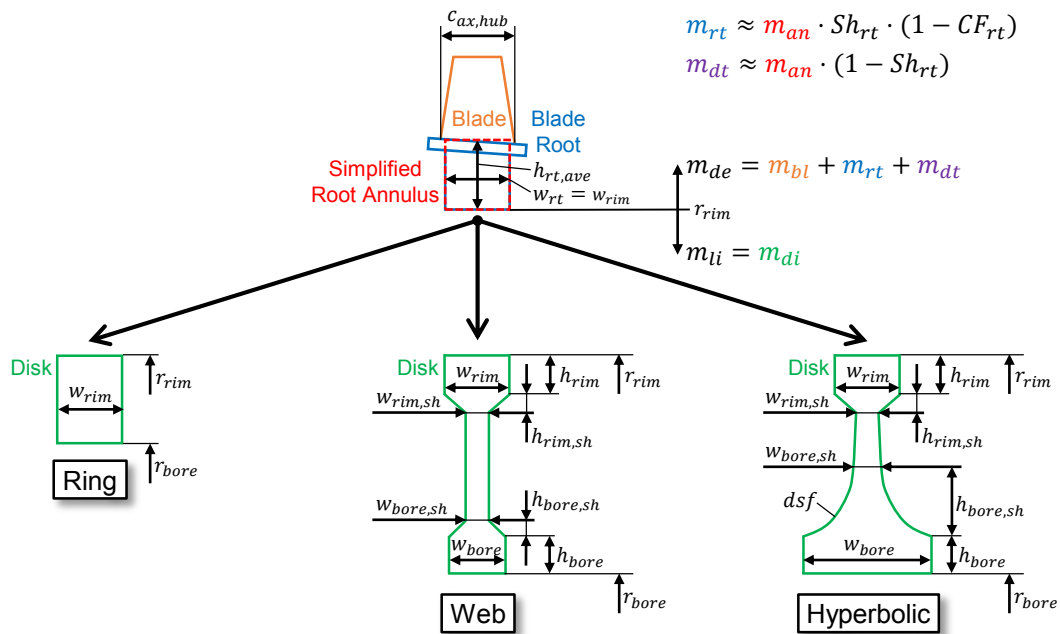 c_{ax,hub}
m_{rt} ≈ m_{an} · Sh_{rt} · (1 − CF_{rt})
m_{dt} ≈ m_{an} · (1 − Sh_{rt})
Blade
Blade
Root
Simplified
Root Annulus
h_{rt,ave}
w_{rt} = w_{rim}
m_{de} = m_{bl} + m_{rt} + m_{dt}
r_{rim}
m_{li} = m_{di}
Disk
w_{rim}
r_{rim}
r_{bore}
Ring
Disk
w_{rim}
h_{rim}
r_{rim}
w_{rim,sh}
h_{rim,sh}
w_{bore,sh}
h_{bore,sh}
w_{bore}
h_{bore}
r_{bore}
Web
Disk
w_{rim}
h_{rim}
r_{rim}
w_{rim,sh}
h_{rim,sh}
w_{bore,sh}
h_{bore,sh}
dsf
w_{bore}
h_{bore}
r_{bore}
Hyperbolic